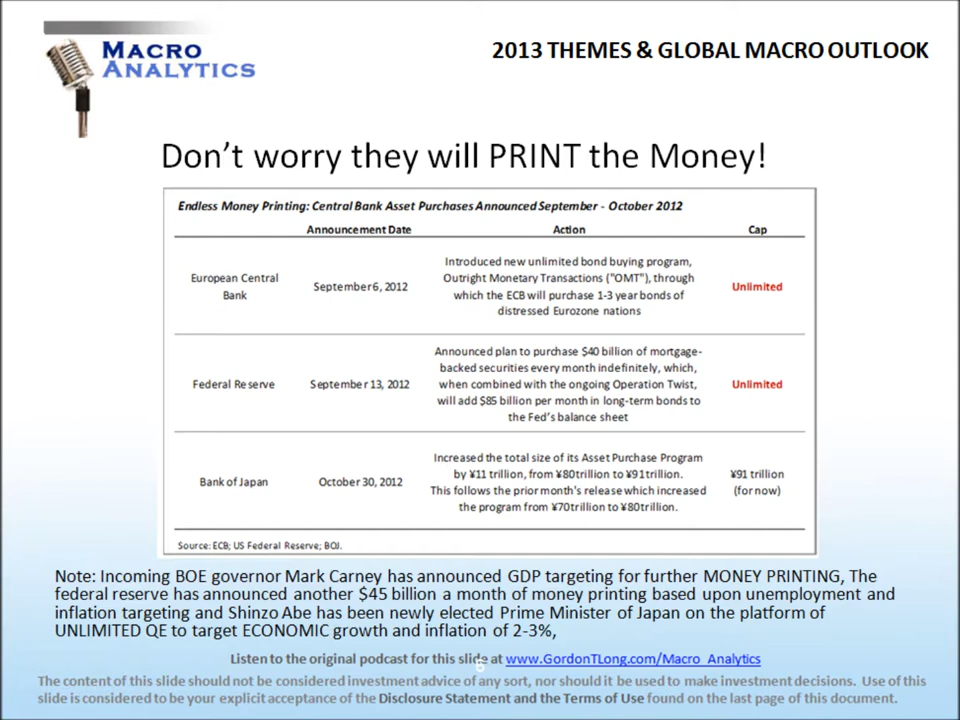 MACRO
ANALYTICS
2013 THEMES & GLOBAL MACRO OUTLOOK
Don't worry they will PRINT the Money!
Endless Money Printing: Central Bank Asset Purchases Announced September - October 2012
Announcement Date Action Cap
European Central Bank September 6, 2012 Introduced new unlimited bond buying program,
Outright Monetary Transactions ("OMT"), through
which the ECB will purchase 1-3 year bonds of
distressed Eurozone nations Unlimited
Federal Reserve September 13, 2012 Announced plan to purchase $40 billion of mortgage-
backed securities every month indefinitely, which,
when combined with the ongoing Operation Twist,
will add $85 billion per month in long-term bonds to
the Fed's balance sheet Unlimited
Bank of Japan October 30, 2012 Increased the total size of its Asset Purchase Program
by ¥11 trillion, from ¥80trillion to ¥91trillion.
This follows the prior month's release which increased
the program from ¥70trillion to ¥80trillion. ¥91 trillion
(for now)
Source: ECB; US Federal Reserve; BOJ.
Note: Incoming BOE governor Mark Carney has announced GDP targeting for further MONEY PRINTING, The
federal reserve has announced another $45 billion a month of money printing based upon unemployment and
inflation targeting and Shinzo Abe has been newly elected Prime Minister of Japan on the platform of
UNLIMITED QE to target ECONOMIC growth and inflation of 2-3%,
Listen to the original podcast for this slide at www.GordonTLong.com/Macro_Analytics
6
The content of this slide should not be considered investment advice of any sort, nor should it be used to make investment decisions. Use of this
slide is considered to be your explicit acceptance of the Disclosure Statement and the Terms of Use found on the last page of this document.